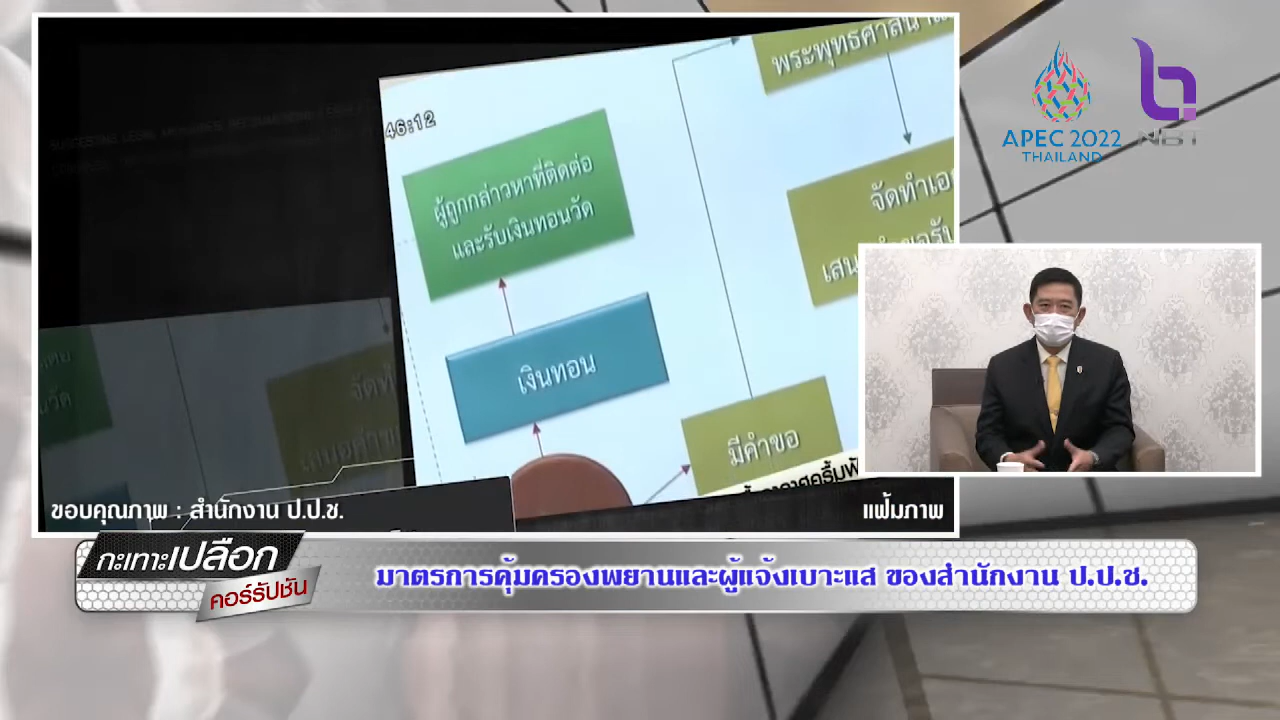 46:12
พระพุทธศาสนา
ผู้ถูกกล่าวหาที่ติดต่อ
และรับเงินทอนวัด
จัดทำเอ
เสน
เงินทอน
มีคำขอ
APEC 2022
THAILAND
NBT
ขอบคุณภาพ : สำนักงาน ป.ป.ช.
แฟ้มภาพ
กะเทาะเปลือก
คอร์รัปชัน
มาตรการคุ้มครองพยานและผู้แจ้งเบาะแส ของสำนักงาน ป.ป.ช.